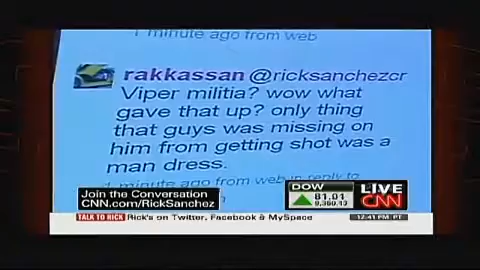 1 minute ago from web
rakkassan @ricksanchezcr
Viper militia? wow what
gave that up? only thing
that guys was missing on
him from getting shot was a
man dress.
1 minute ago from web in reply to
Join the Conversation
CNN.com/RickSanchez
DOW
81.01
9,360.13
LIVE
CNN
TALK TO RICK Rick's on Twitter, Facebook & MySpace
12:41 PM PT